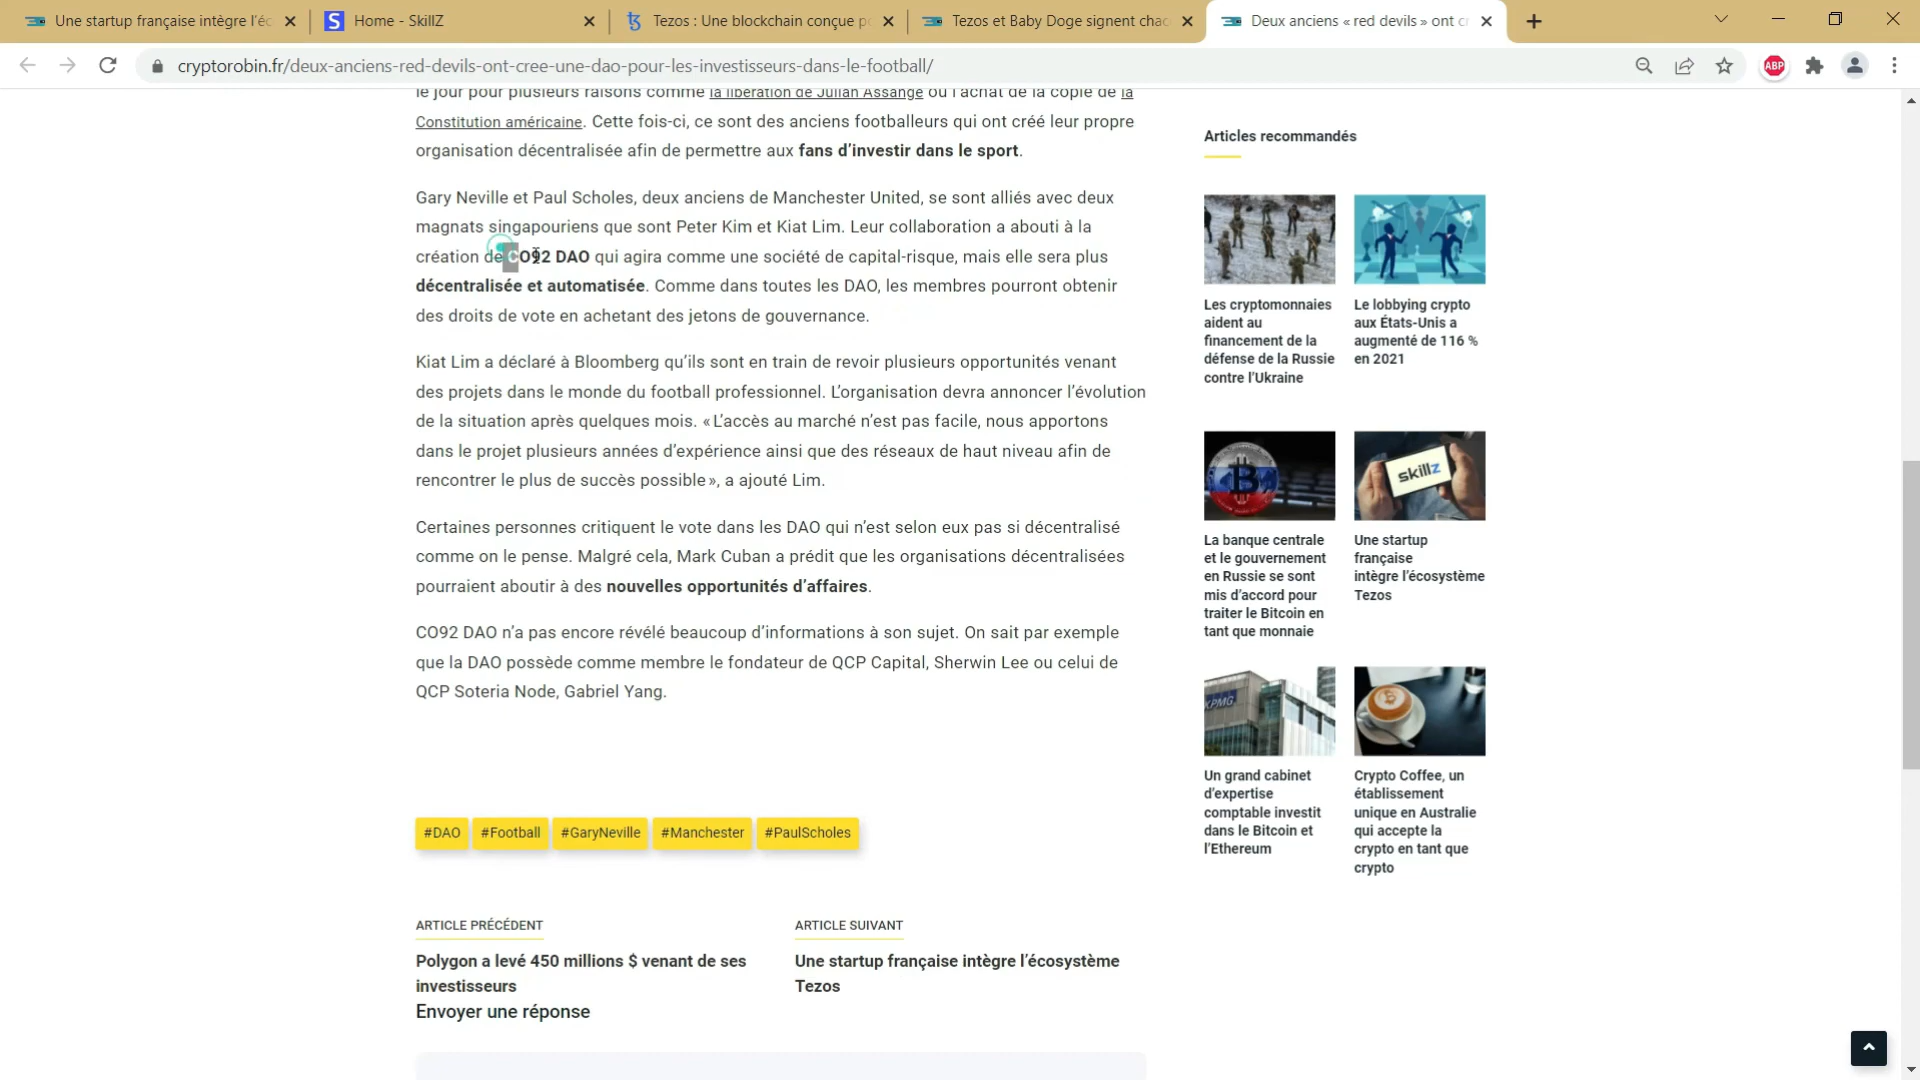 Une startup française intègre l'éc
Home - SkillZ
Tezos : Une blockchain conçue p
Tezos et Baby Doge signent chac
Deux anciens « red devils » ont c
cryptorobin.fr/deux-anciens-red-devils-ont-cree-une-dao-pour-les-investisseurs-dans-le-football/
ABP
le jour pour plusieurs raisons comme la libération de Julian Assange ou l'achat de la copie de la
Constitution américaine. Cette fois-ci, ce sont des anciens footballeurs qui ont créé leur propre
organisation décentralisée afin de permettre aux fans d'investir dans le sport.
Gary Neville et Paul Scholes, deux anciens de Manchester United, se sont alliés avec deux
magnats singapouriens que sont Peter Kim et Kiat Lim. Leur collaboration a abouti à la
création de CO92 DAO qui agira comme une société de capital-risque, mais elle sera plus
décentralisée et automatisée. Comme dans toutes les DAO, les membres pourront obtenir
des droits de vote en achetant des jetons de gouvernance.
Kiat Lim a déclaré à Bloomberg qu'ils sont en train de revoir plusieurs opportunités venant
des projets dans le monde du football professionnel. L'organisation devra annoncer l'évolution
de la situation après quelques mois. « L'accès au marché n'est pas facile, nous apportons
dans le projet plusieurs années d'expérience ainsi que des réseaux de haut niveau afin de
rencontrer le plus de succès possible », a ajouté Lim.
Certaines personnes critiquent le vote dans les DAO qui n'est selon eux pas si décentralisé
comme on le pense. Malgré cela, Mark Cuban a prédit que les organisations décentralisées
pourraient aboutir à des nouvelles opportunités d'affaires.
CO92 DAO n'a pas encore révélé beaucoup d'informations à son sujet. On sait par exemple
que la DAO possède comme membre le fondateur de QCP Capital, Sherwin Lee ou celui de
QCP Soteria Node, Gabriel Yang.
#DAO
#Football
#GaryNeville
#Manchester
#PaulScholes
ARTICLE PRÉCÉDENT
Polygon a levé 450 millions $ venant de ses
investisseurs
ARTICLE SUIVANT
Une startup française intègre l'écosystème
Tezos
Envoyer une réponse
Articles recommandés
Les cryptomonnaies
aident au
financement de la
défense de la Russie
contre l'Ukraine
Le lobbying crypto
aux États-Unis a
augmenté de 116 %
en 2021
skillz
La banque centrale
et le gouvernement
en Russie se sont
mis d'accord pour
traiter le Bitcoin en
tant que monnaie
Une startup
française
intègre l'écosystème
Tezos
KPMG
Un grand cabinet
d'expertise
comptable investit
dans le Bitcoin et
l'Ethereum
Crypto Coffee, un
établissement
unique en Australie
qui accepte la
crypto en tant que
crypto